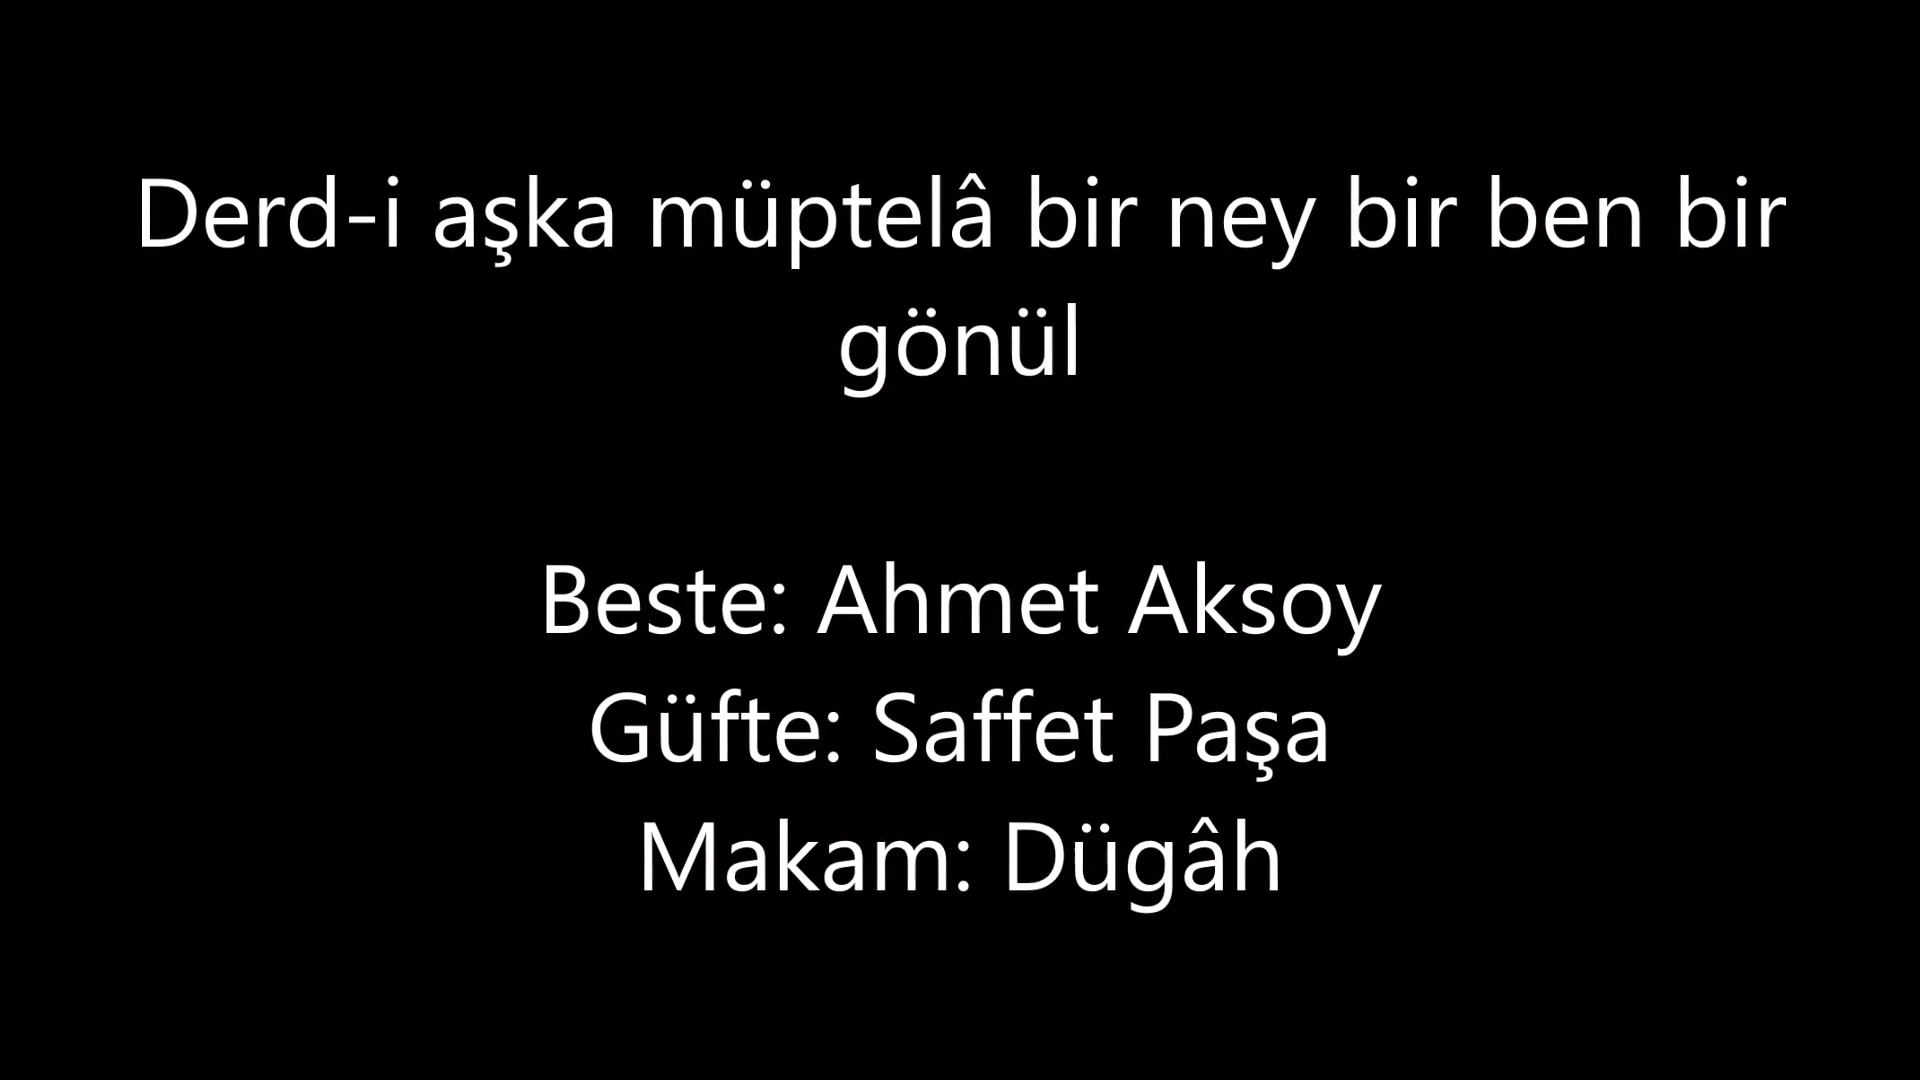 Derd-i aşka müptelâ bir ney bir ben bir
gönül
Beste: Ahmet Aksoy
Güfte: Saffet Paşa
Makam: Dügâh